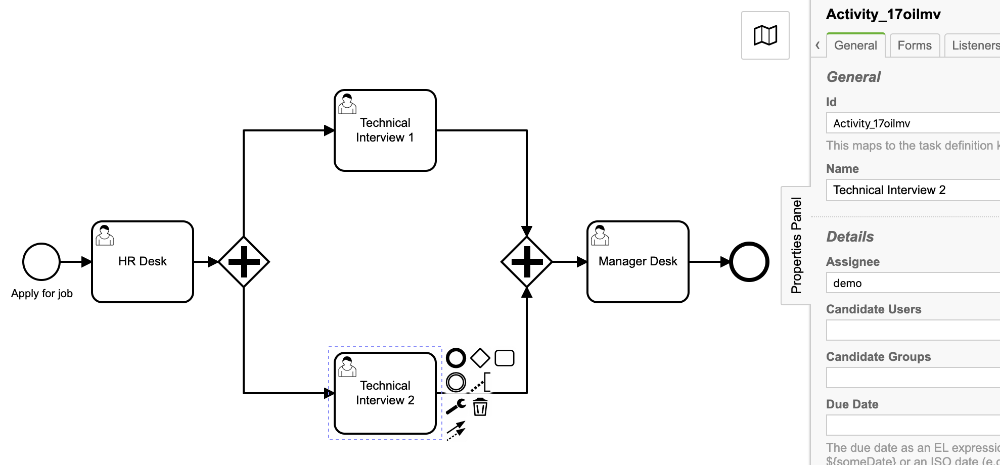 Technical
Interview 1
HR Desk
Apply for job
Manager Desk
Technical
Interview 2
Properties Panel
Activity_17oilmv
General
Forms
Listeners
General
Id
Activity_17oilmv
This maps to the task definition
Name
Technical Interview 2
Details
Assignee
demo
Candidate Users
Candidate Groups
Due Date
The due date as an EL
${someDate} or an ISO date